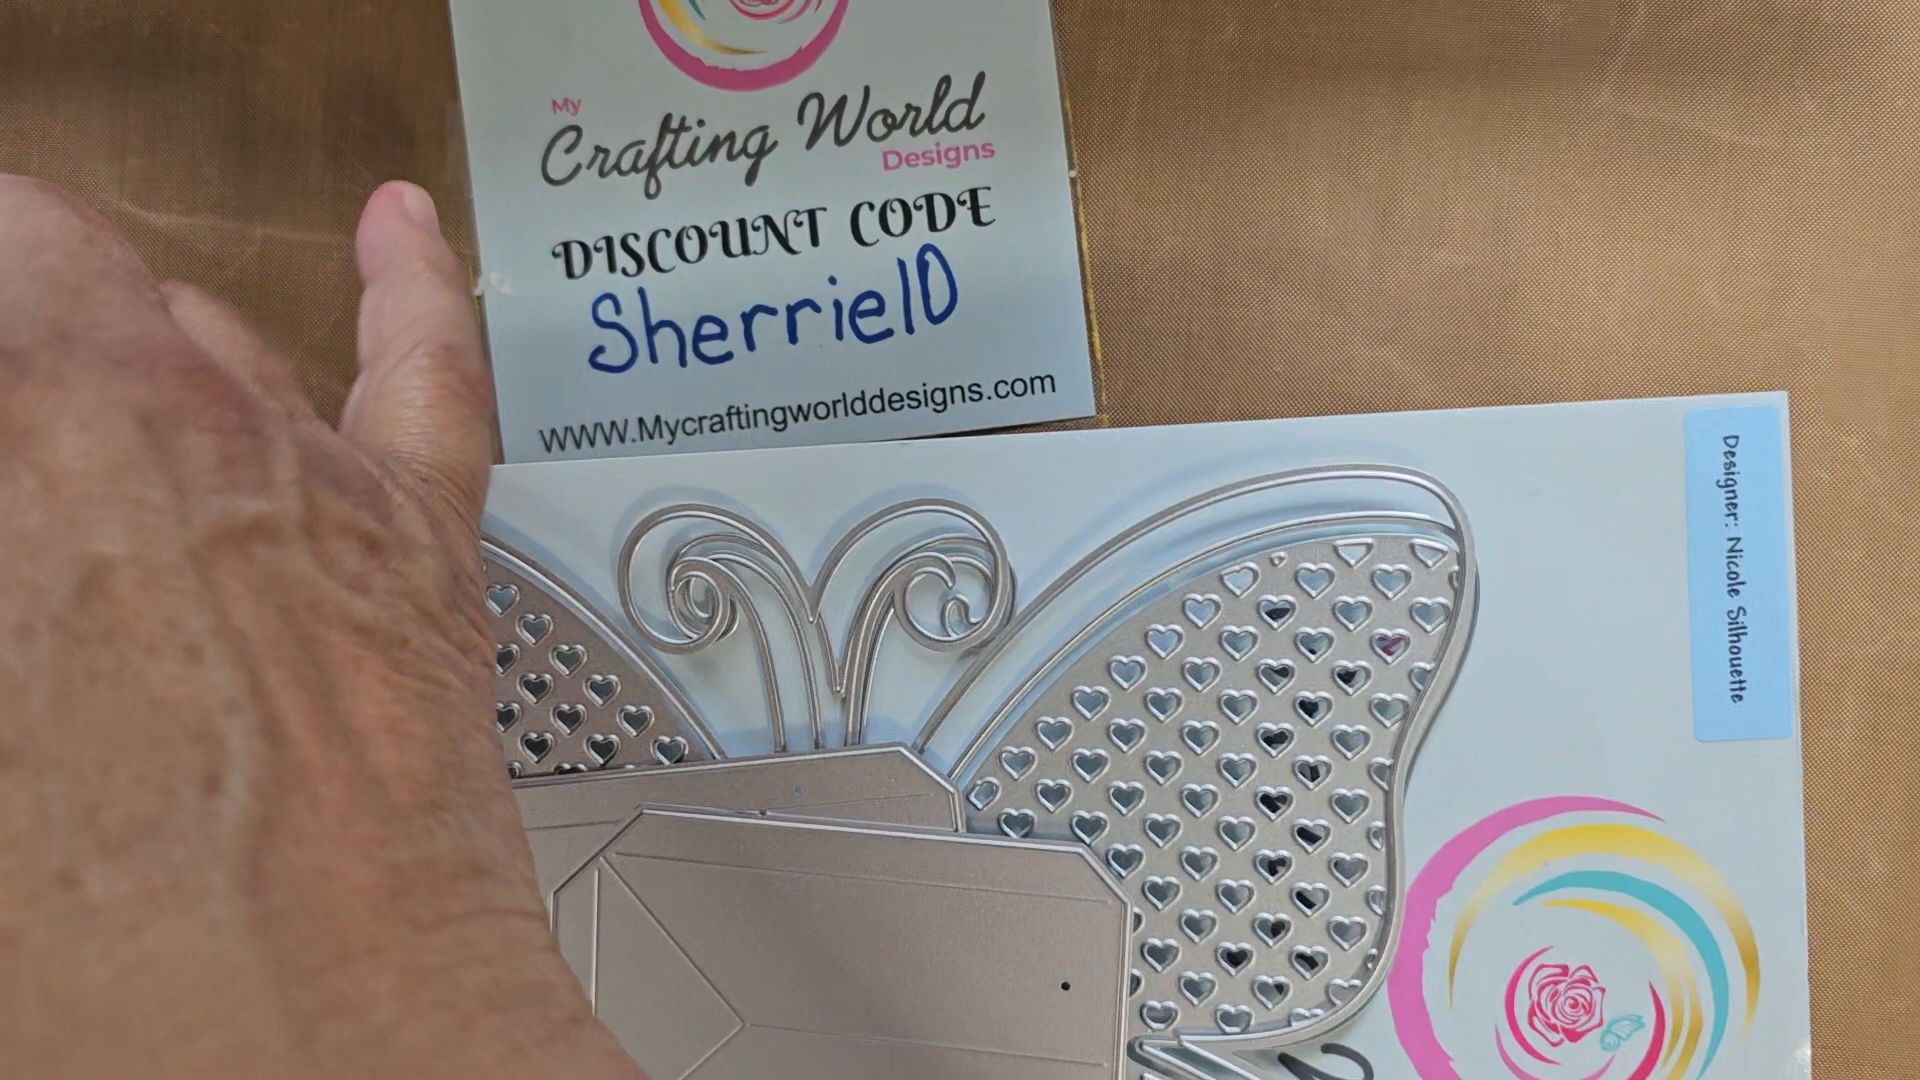 My
Crafting World
Designs
DISCOUNT CODE
Sherrie10
www.Mycraftingworlddesigns.com
Designer: Nicole Silhouette